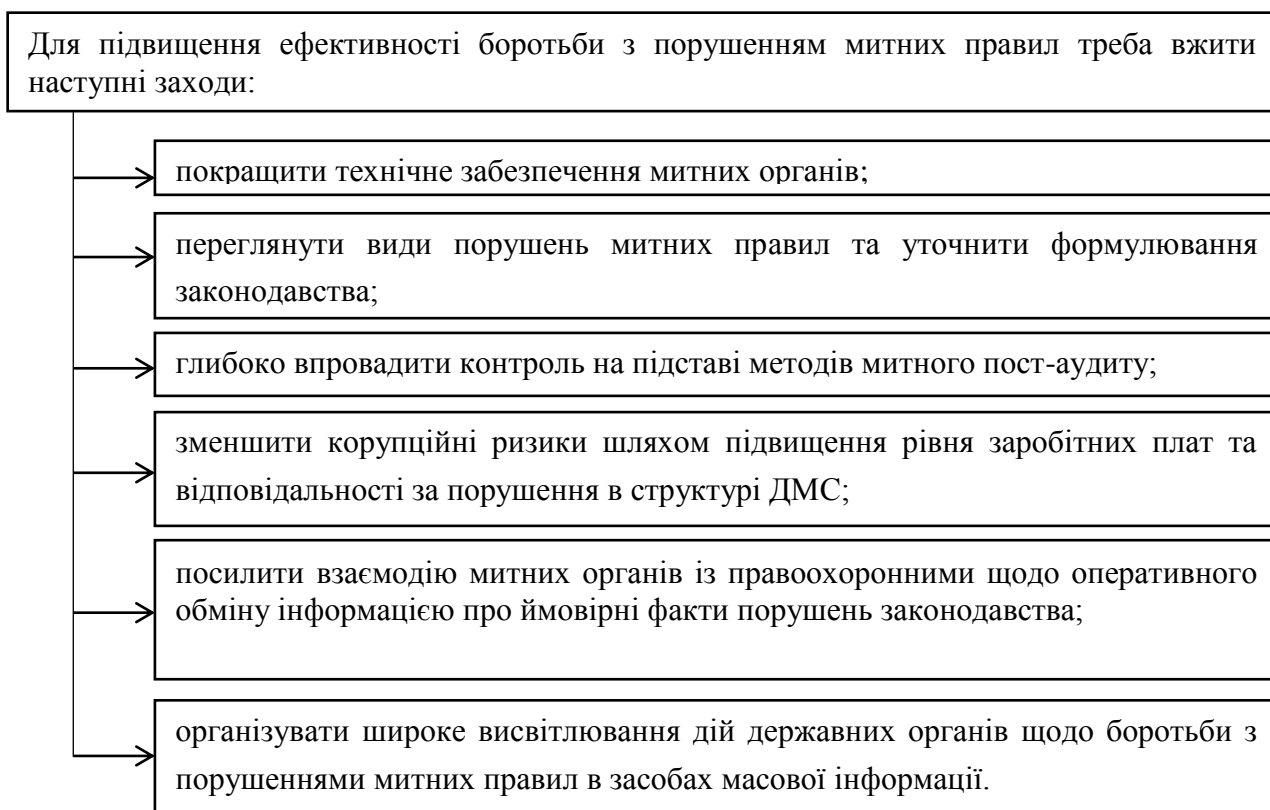 Для підвищення ефективності боротьби з порушенням митних правил треба вжити
наступні заходи:
покращити технічне забезпечення митних органів;
переглянути види порушень митних правил та уточнити формулювання
законодавства;
глибоко впровадити контроль на підставі методів митного пост-аудиту;
зменшити корупційні ризики шляхом підвищення рівня заробітних плат та
відповідальності за порушення в структурі ДМС;
посилити взаємодію митних органів із правоохоронними щодо оперативного
обміну інформацією про ймовірні факти порушень законодавства;
організувати широке висвітлювання дій державних органів щодо боротьби з
порушеннями митних правил в засобах масової інформації.